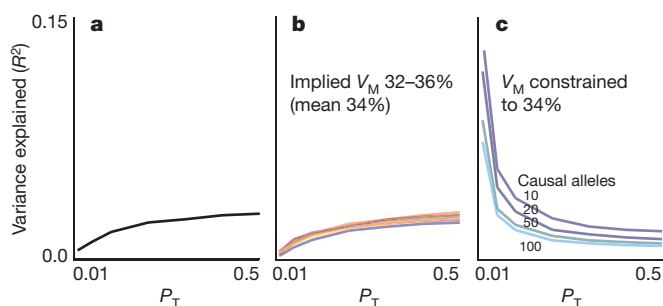 a
b
c
0.15
Variance explained (R²)
0.0
Implied V_M 32–36%
(mean 34%)
V_M constrained
to 34%
Causal alleles
10
20
50
100
0.01
0.5
0.01
0.5
0.01
0.5
P_T
P_T
P_T